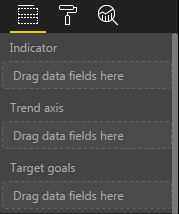 Indicator
Drag data fields here
Trend axis
Drag data fields here
Target goals
Drag data fields here